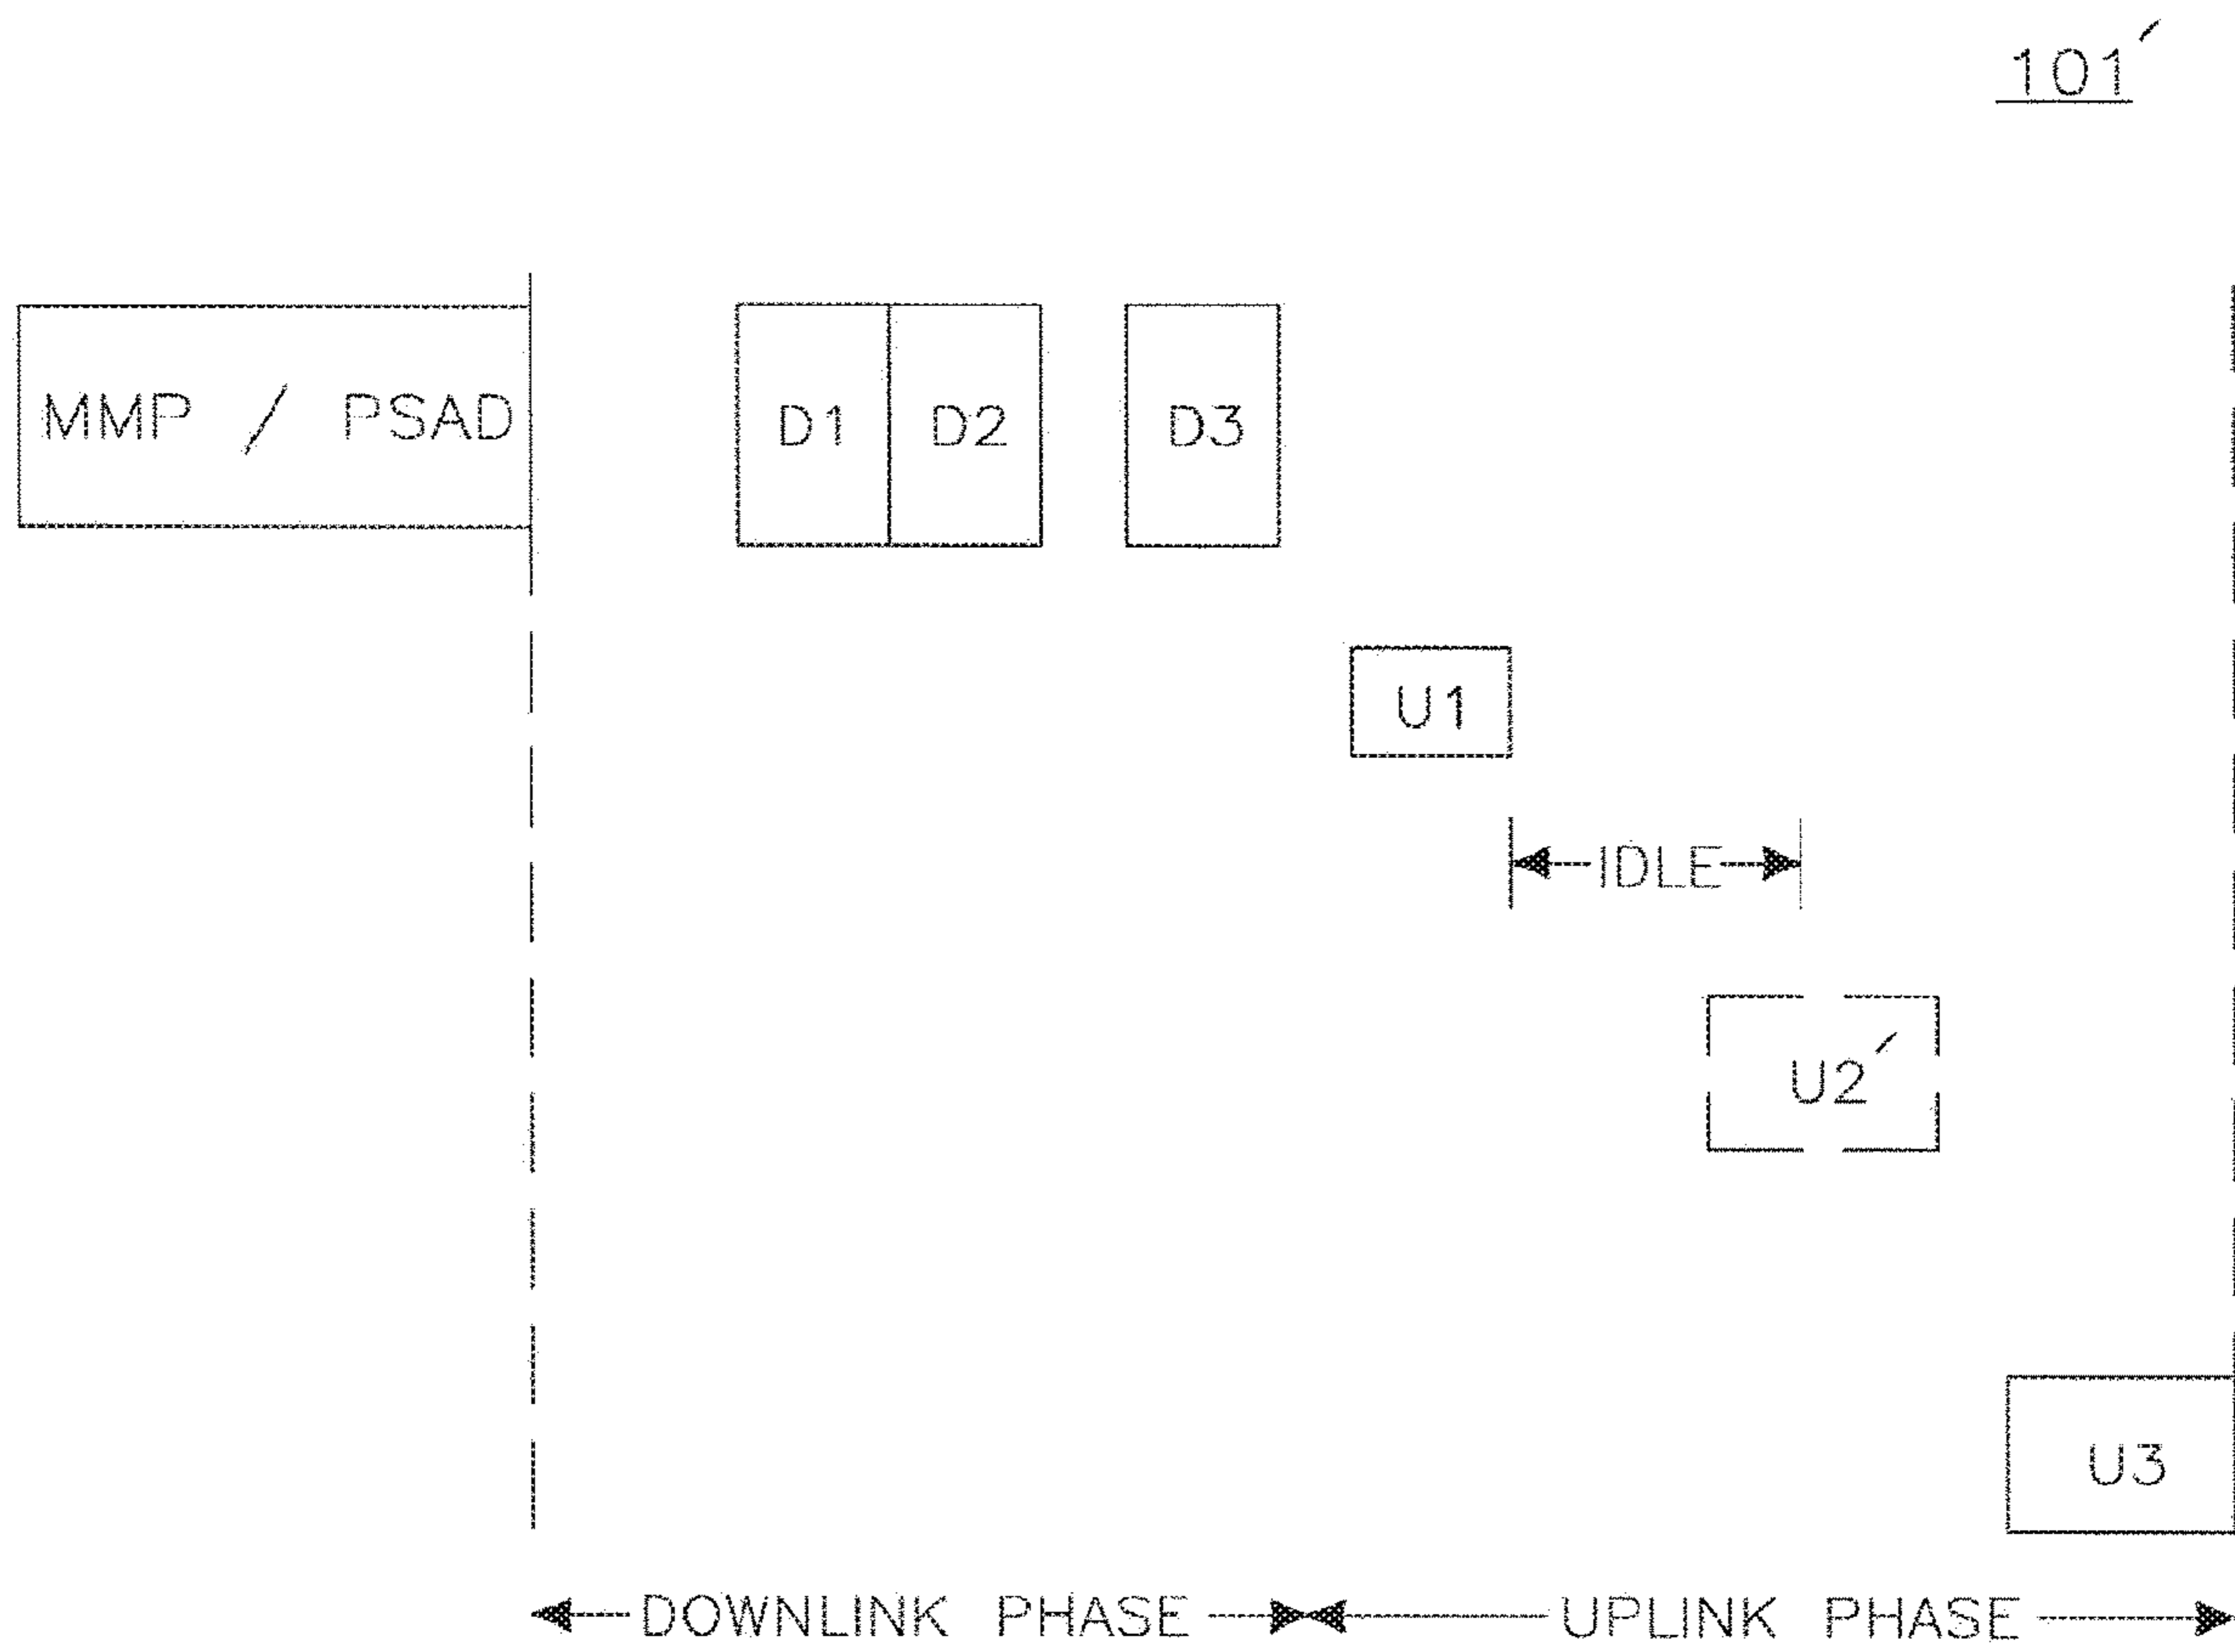 101′
MMP / PSAD
D1 D2 D3
U1
IDLE
U2′
U3
DOWNLINK PHASE UPLINK PHASE